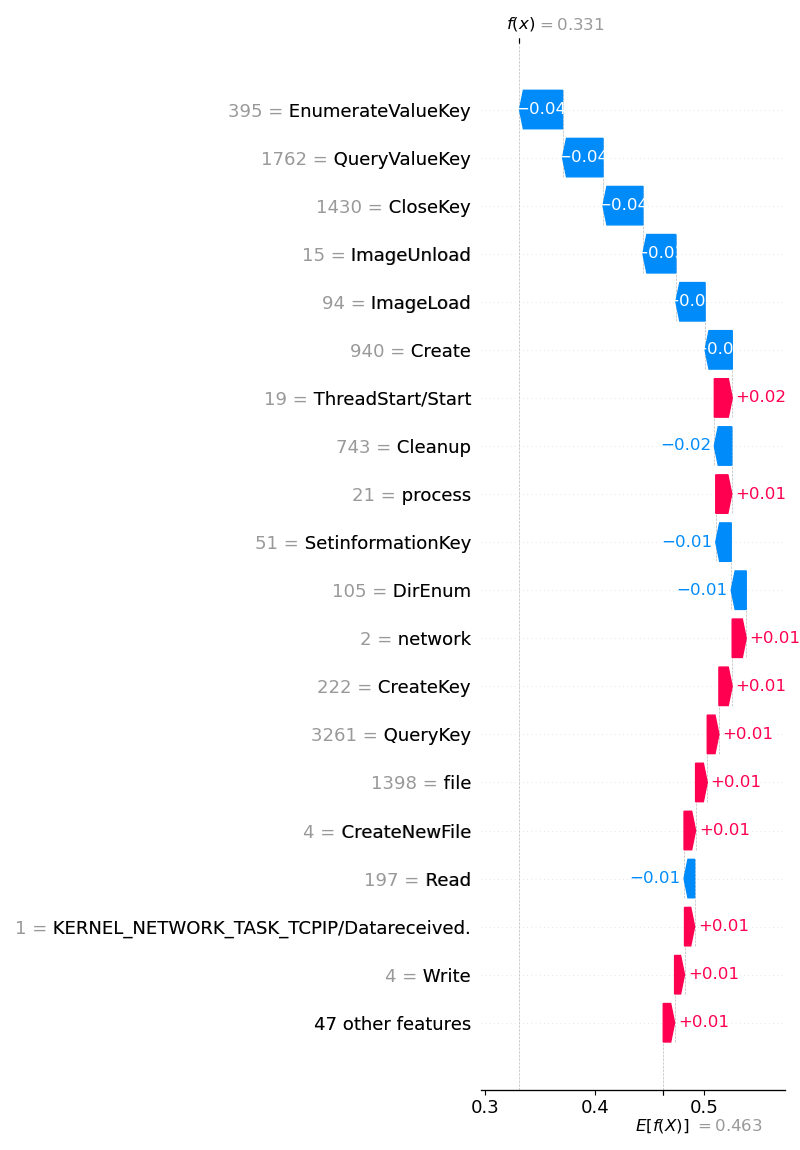 f(x) = 0.331
395 = EnumerateValueKey −0.04
1762 = QueryValueKey −0.04
1430 = CloseKey −0.04
15 = ImageUnload
94 = ImageLoad
940 = Create
19 = ThreadStart/Start +0.02
743 = Cleanup −0.02
21 = process +0.01
51 = SetinformationKey −0.01
105 = DirEnum −0.01
2 = network +0.01
222 = CreateKey +0.01
3261 = QueryKey +0.01
1398 = file +0.01
4 = CreateNewFile +0.01
197 = Read −0.01
1 = KERNEL_NETWORK_TASK_TCPIP/Datareceived. +0.01
4 = Write +0.01
47 other features +0.01
0.3 0.4 0.5
E[f(X)] = 0.463